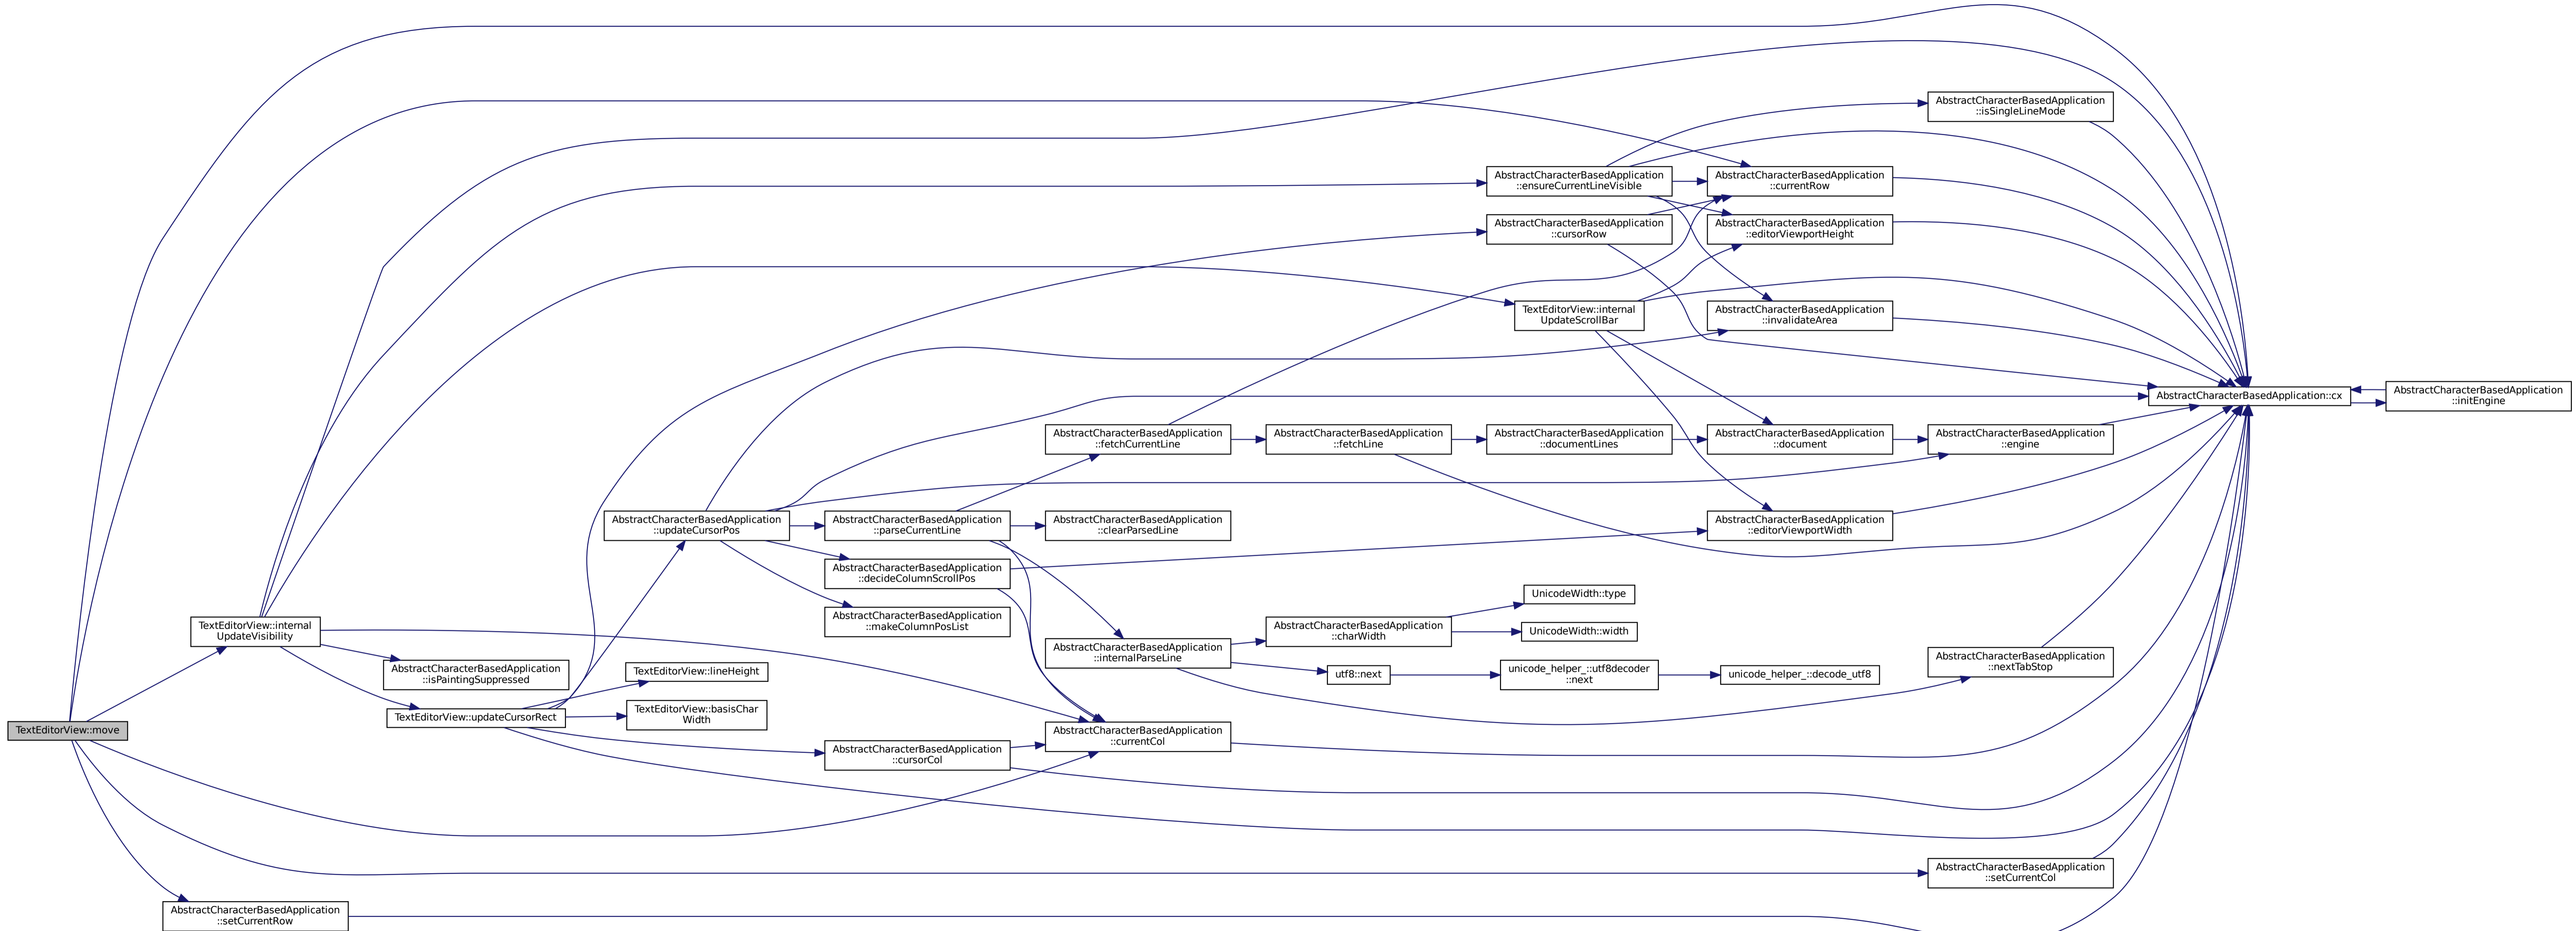 AbstractCharacterBasedApplication
::isSingleLineMode
AbstractCharacterBasedApplication
::ensureCurrentLineVisible
AbstractCharacterBasedApplication
::currentRow
AbstractCharacterBasedApplication
::cursorRow
AbstractCharacterBasedApplication
::editorViewportHeight
TextEditorView::internal
UpdateScrollBar
AbstractCharacterBasedApplication
::invalidateArea
AbstractCharacterBasedApplication::cx
AbstractCharacterBasedApplication
::initEngine
AbstractCharacterBasedApplication
::fetchCurrentLine
AbstractCharacterBasedApplication
::fetchLine
AbstractCharacterBasedApplication
::documentLines
AbstractCharacterBasedApplication
::document
AbstractCharacterBasedApplication
::engine
AbstractCharacterBasedApplication
::updateCursorPos
AbstractCharacterBasedApplication
::parseCurrentLine
AbstractCharacterBasedApplication
::clearParsedLine
AbstractCharacterBasedApplication
::editorViewportWidth
AbstractCharacterBasedApplication
::decideColumnScrollPos
UnicodeWidth::type
AbstractCharacterBasedApplication
::makeColumnPosList
TextEditorView::internal
UpdateVisibility
AbstractCharacterBasedApplication
::charWidth
UnicodeWidth::width
AbstractCharacterBasedApplication
::internalParseLine
AbstractCharacterBasedApplication
::nextTabStop
AbstractCharacterBasedApplication
::isPaintingSuppressed
TextEditorView::lineHeight
utf8::next
unicode_helper_::utf8decoder
::next
unicode_helper_::decode_utf8
TextEditorView::updateCursorRect
TextEditorView::basisChar
Width
TextEditorView::move
AbstractCharacterBasedApplication
::currentCol
AbstractCharacterBasedApplication
::cursorCol
AbstractCharacterBasedApplication
::setCurrentCol
AbstractCharacterBasedApplication
::setCurrentRow